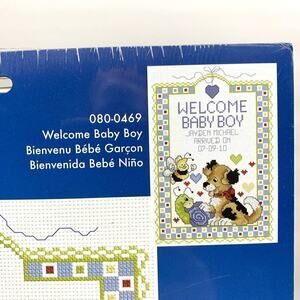 080-0469
Welcome Baby Boy
Bienvenu Bébé Garçon
Bienvenida Bebé Niño
WELCOME
BABY BOY
JAYDEN MICHAEL
ARRIVED ON
07-09-10